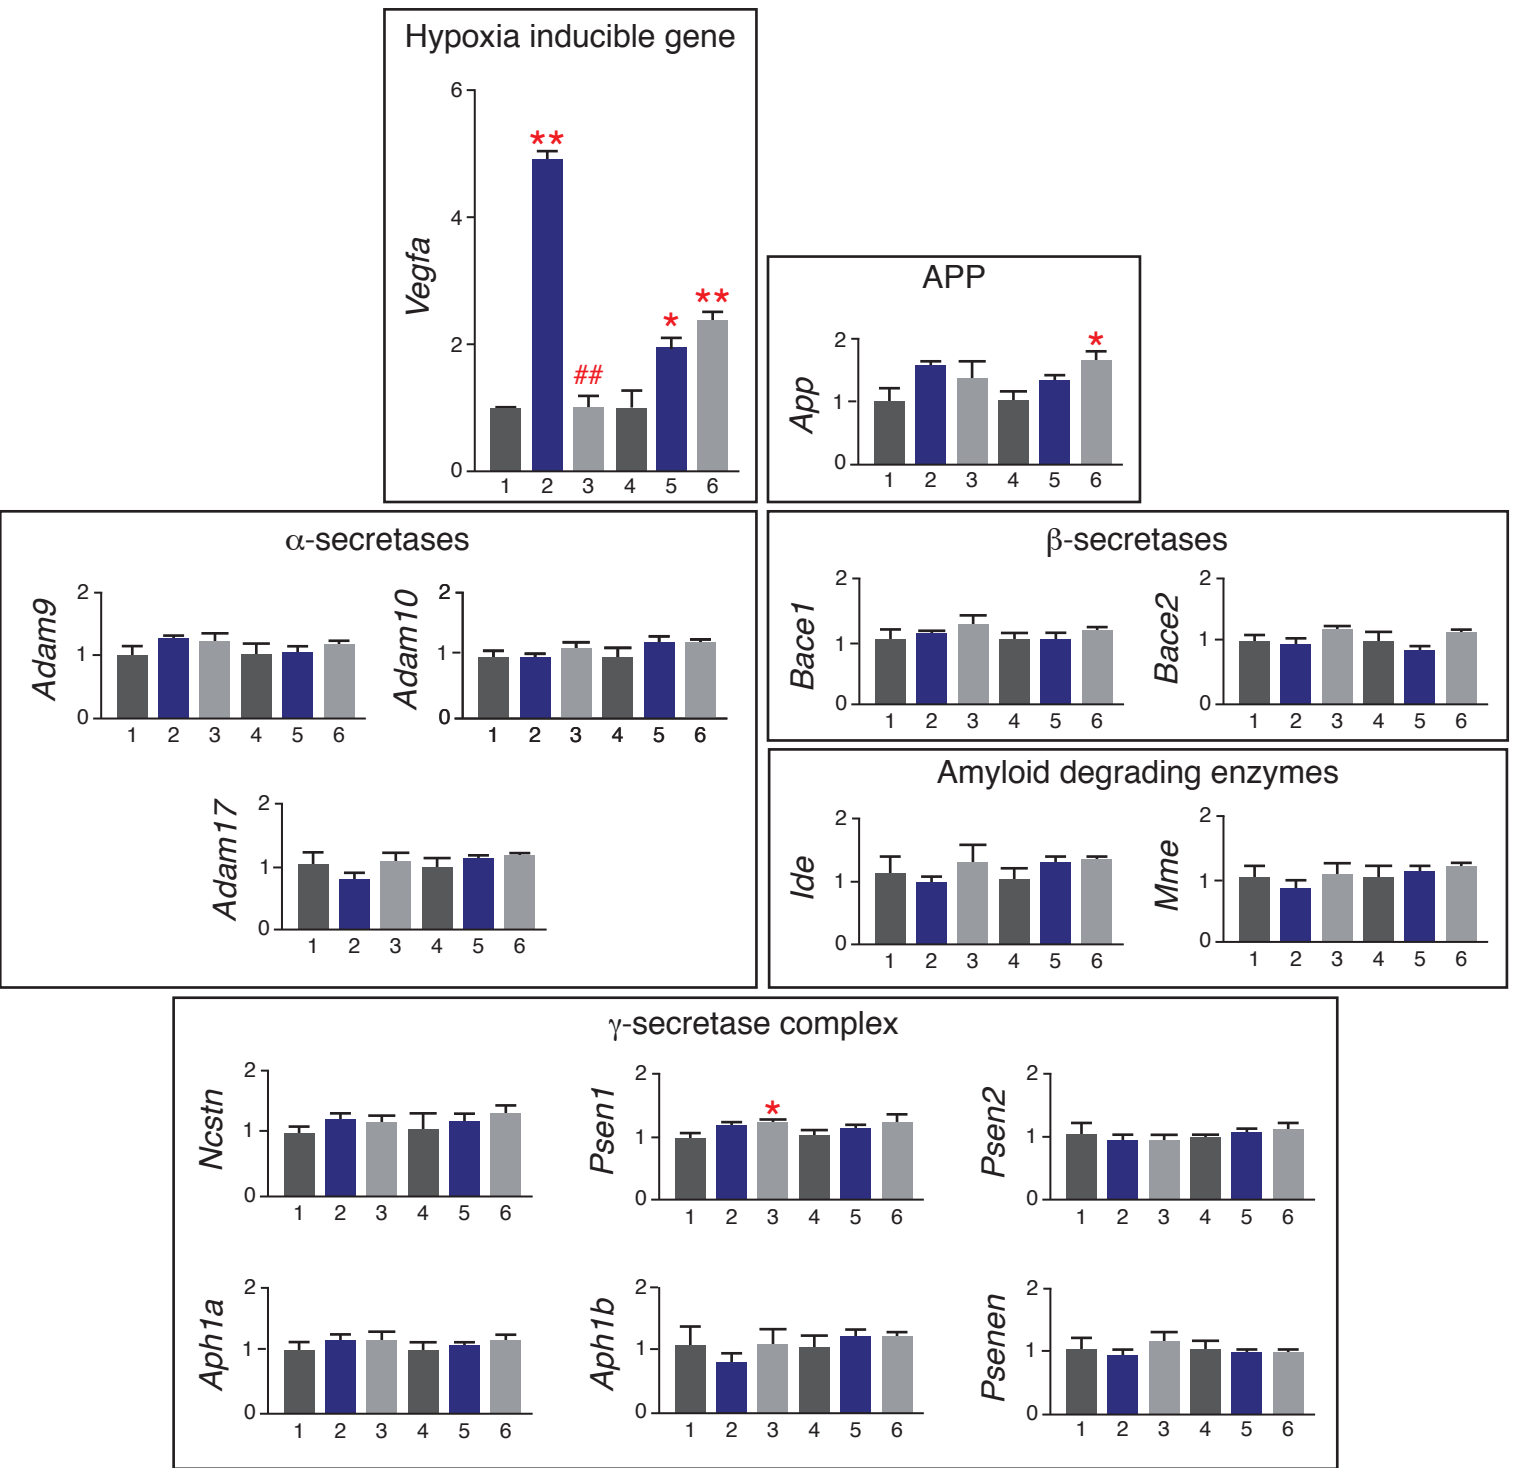 Hypoxia inducible gene
Vegfa
6
4
2
0
**
##
*
**
1 2 3 4 5 6
APP
App
2
1
0
*
1 2 3 4 5 6
α-secretases
Adam9
2
1
0
1 2 3 4 5 6
Adam10
2
1
0
1 2 3 4 5 6
Adam17
2
1
0
1 2 3 4 5 6
β-secretases
Bace1
2
1
0
1 2 3 4 5 6
Bace2
2
1
0
1 2 3 4 5 6
Amyloid degrading enzymes
Ide
2
1
0
1 2 3 4 5 6
Mme
2
1
0
1 2 3 4 5 6
γ-secretase complex
Ncstn
2
1
0
1 2 3 4 5 6
Psen1
2
1
0
*
1 2 3 4 5 6
Psen2
2
1
0
1 2 3 4 5 6
Aph1a
2
1
0
1 2 3 4 5 6
Aph1b
2
1
0
1 2 3 4 5 6
Psenen
2
1
0
1 2 3 4 5 6